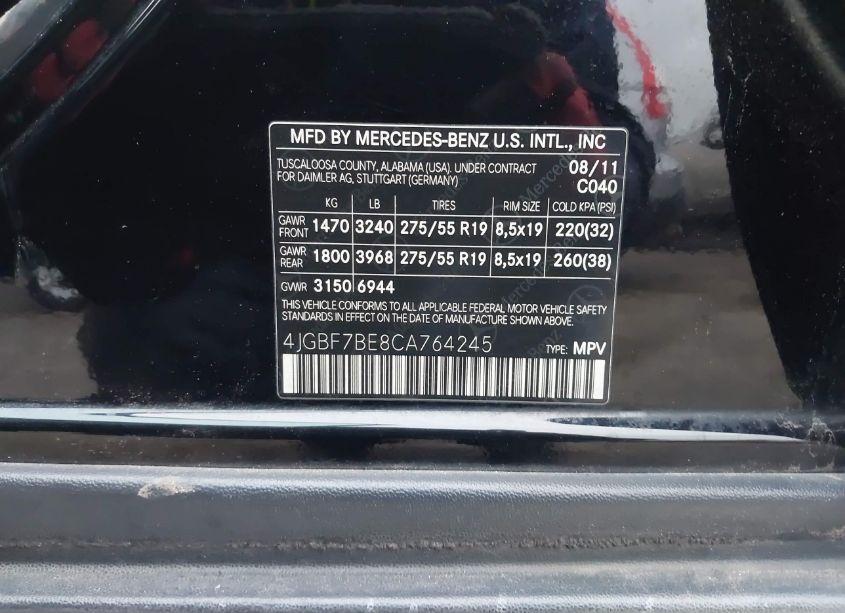 MFD BY MERCEDES-BENZ U.S. INTL., INC
TUSCALOOSA COUNTY, ALABAMA (USA). UNDER CONTRACT 08/11
FOR DAIMLER AG, STUTTGART (GERMANY) C040
KG LB TIRES RIM SIZE COLD KPA (PSI)
GAWR FRONT 1470 3240 275/55 R19 8,5x19 220(32)
GAWR REAR 1800 3968 275/55 R19 8,5x19 260(38)
GVWR 3150 6944
THIS VEHICLE CONFORMS TO ALL APPLICABLE FEDERAL MOTOR VEHICLE SAFETY
STANDARDS IN EFFECT ON THE DATE OF MANUFACTURE SHOWN ABOVE.
4JGBF7BE8CA764245 TYPE: MPV